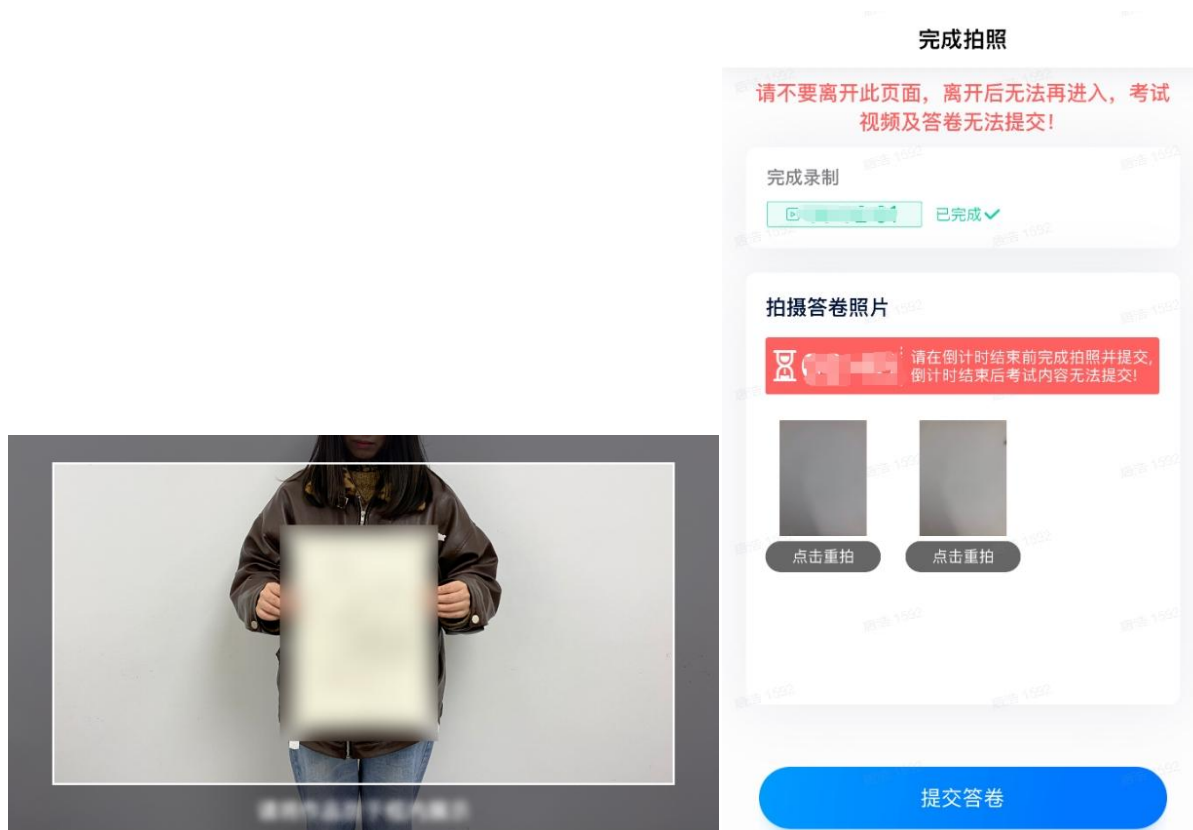 完成拍照
请不要离开此页面，离开后无法再进入，考试
视频及答卷无法提交！
完成录制
已完成
拍摄答卷照片
请在倒计时结束前完成拍照并提交,
倒计时结束后考试内容无法提交!
点击重拍
点击重拍
提交答卷